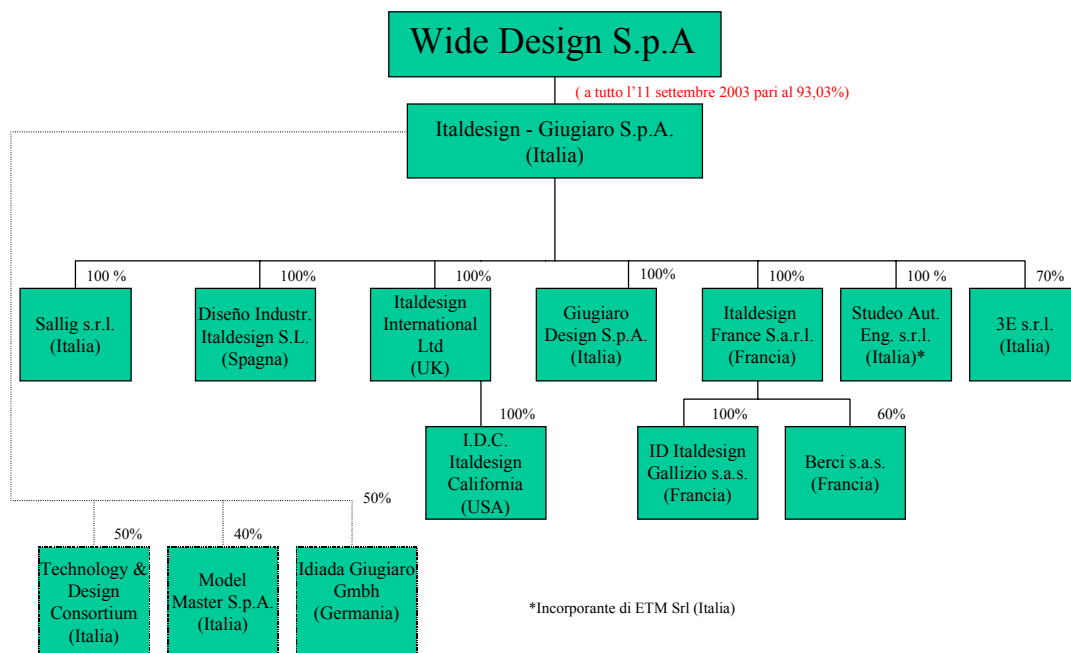 Wide Design S.p.A
( a tutto l'11 settembre 2003 pari al 93,03%)
Italdesign - Giugiaro S.p.A.
(Italia)
100 %
100%
100%
100%
100%
100 %
70%
Sallig s.r.l.
(Italia)
Diseño Industr.
Italdesign S.L.
(Spagna)
Italdesign
International
Ltd
(UK)
Giugiaro
Design S.p.A.
(Italia)
Italdesign
France S.a.r.l.
(Francia)
Studeo Aut.
Eng. s.r.l.
(Italia)*
3E s.r.l.
(Italia)
100%
100%
60%
I.D.C.
Italdesign
California
(USA)
ID Italdesign
Gallizio s.a.s.
(Francia)
Berci s.a.s.
(Francia)
50%
40%
50%
Technology &
Design
Consortium
(Italia)
Model
Master S.p.A.
(Italia)
Idiada Giugiaro
Gmbh
(Germania)
*Incorporante di ETM Srl (Italia)